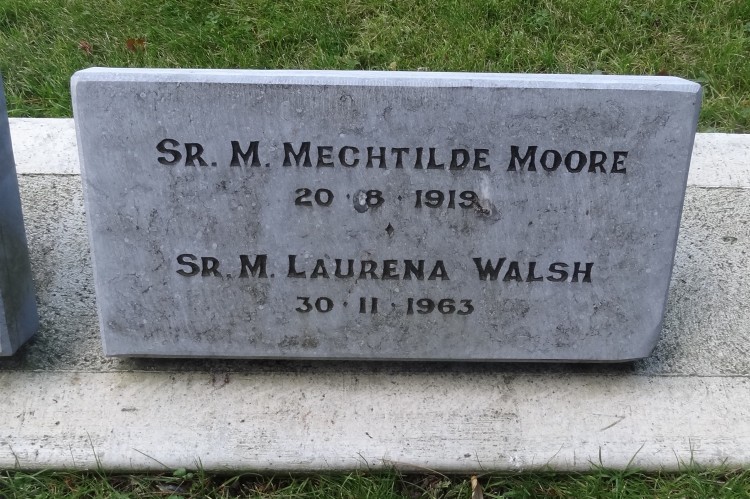 SR. M. MECHTILDE MOORE
20 · 8 · 1919
SR. M. LAURENA WALSH
30 · 11 · 1963